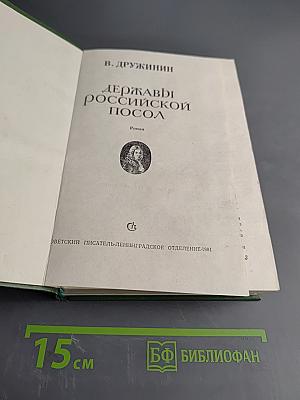 В. ДРУЖИНИН
ДЕРЖАВЫ
РОССИЙСКОЙ
ПОСОЛ
Роман
СОВЕТСКИЙ ПИСАТЕЛЬ·ЛЕНИНГРАДСКОЕ ОТДЕЛЕНИЕ·1981
15 СМ
БФ БИБЛИОФАН